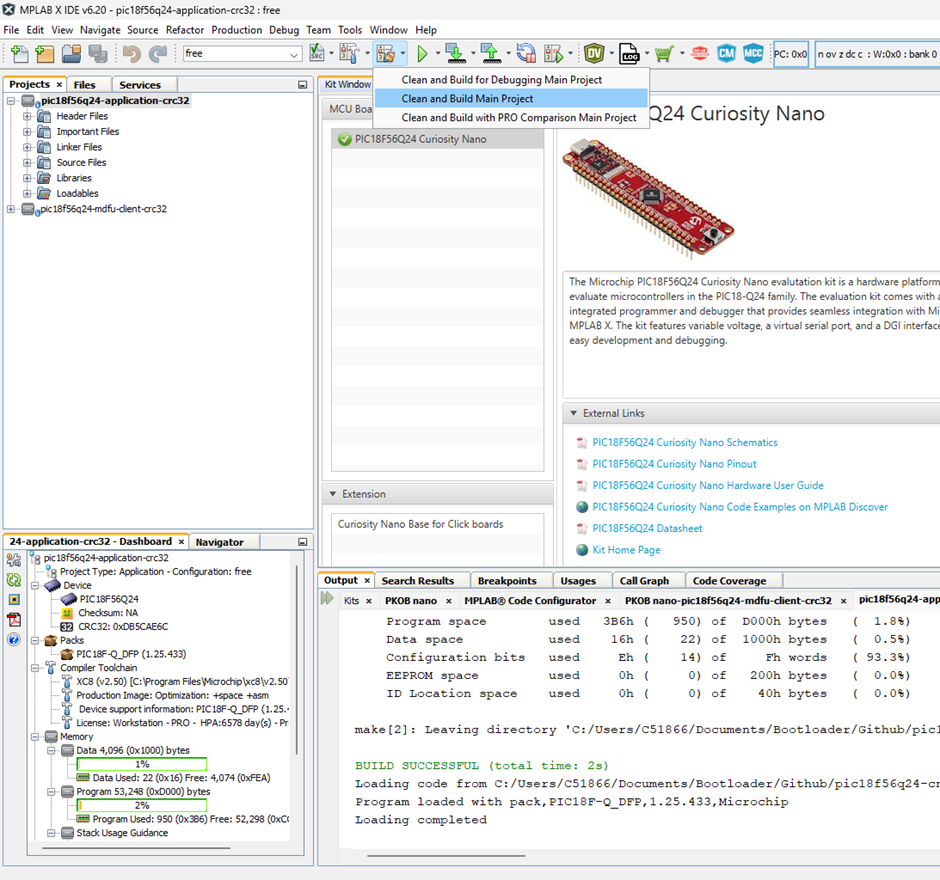 MPLAB X IDE v6.20 - pic18f56q24-application-crc32 : free
File Edit View Navigate Source Refactor Production Debug Team Tools Window Help
free
PC: 0x0
n ov z dc c : W:0x0 : bank 0
Clean and Build for Debugging Main Project
Clean and Build Main Project
Clean and Build with PRO Comparison Main Project
Projects
Files
Services
pic18f56q24-application-crc32
Header Files
Important Files
Linker Files
Source Files
Libraries
Loadables
pic18f56q24-mdfu-client-crc32
Kit Window
MCU Boa
PIC18F56Q24 Curiosity Nano
Q24 Curiosity Nano
The Microchip PIC18F56Q24 Curiosity Nano evalutation kit is a hardware platform
evaluate microcontrollers in the PIC18-Q24 family. The evaluation kit comes with a
integrated programmer and debugger that provides seamless integration with Mi
MPLAB X. The kit features variable voltage, a virtual serial port, and a DGI interface
easy development and debugging.
External Links
PIC18F56Q24 Curiosity Nano Schematics
PIC18F56Q24 Curiosity Nano Pinout
PIC18F56Q24 Curiosity Nano Hardware User Guide
PIC18F56Q24 Curiosity Nano Code Examples on MPLAB Discover
PIC18F56Q24 Datasheet
Kit Home Page
Extension
Curiosity Nano Base for Click boards
24-application-crc32 - Dashboard
Navigator
pic18f56q24-application-crc32
Project Type: Application - Configuration: free
Device
PIC18F56Q24
Checksum: NA
CRC32: 0xDB5CAE6C
Packs
PIC18F-Q_DFP (1.25.433)
Compiler Toolchain
XC8 (v2.50) [C:\Program Files\Microchip\xc8\v2.50
Production Image: Optimization: +space +asm
Device support information: PIC18F-Q_DFP (1.25.4
License: Workstation - PRO - HPA:6578 day(s) - Pr
Memory
Data 4,096 (0x1000) bytes
1%
Data Used: 22 (0x16) Free: 4,074 (0xFEA)
Program 53,248 (0xD000) bytes
2%
Program Used: 950 (0x3B6) Free: 52,298 (0xCC
Stack Usage Guidance
Output
Search Results
Breakpoints
Usages
Call Graph
Code Coverage
Kits
PKOB nano
MPLAB® Code Configurator
PKOB nano-pic18f56q24-mdfu-client-crc32
pic18f56q24-app
Program space used 3B6h ( 950) of D000h bytes ( 1.8%)
Data space used 16h ( 22) of 1000h bytes ( 0.5%)
Configuration bits used Eh ( 14) of Fh words ( 93.3%)
EEPROM space used 0h ( 0) of 200h bytes ( 0.0%)
ID Location space used 0h ( 0) of 40h bytes ( 0.0%)
make[2]: Leaving directory 'C:/Users/C51866/Documents/Bootloader/Github/pic1
BUILD SUCCESSFUL (total time: 2s)
Loading code from C:/Users/C51866/Documents/Bootloader/Github/pic18f56q24-cr
Program loaded with pack,PIC18F-Q_DFP,1.25.433,Microchip
Loading completed